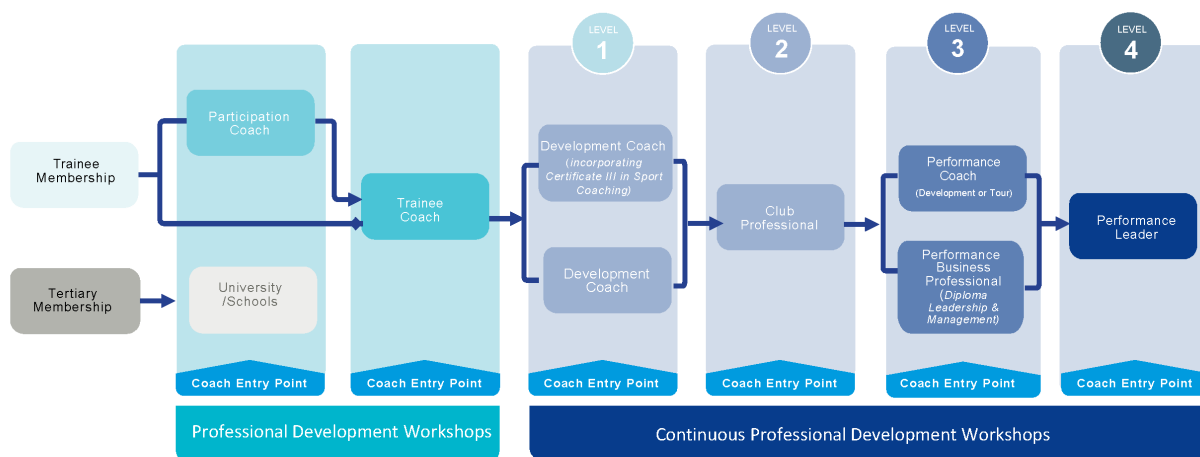 LEVEL
1
LEVEL
2
LEVEL
3
LEVEL
4
Trainee
Membership
Tertiary
Membership
Participation
Coach
University
/Schools
Trainee
Coach
Development Coach
(incorporating
Certificate III in Sport
Coaching)
Development
Coach
Club
Professional
Performance
Coach
(Development or Tour)
Performance
Business
Professional
(Diploma
Leadership &
Management)
Performance
Leader
Coach Entry Point
Coach Entry Point
Coach Entry Point
Coach Entry Point
Coach Entry Point
Coach Entry Point
Professional Development Workshops
Continuous Professional Development Workshops